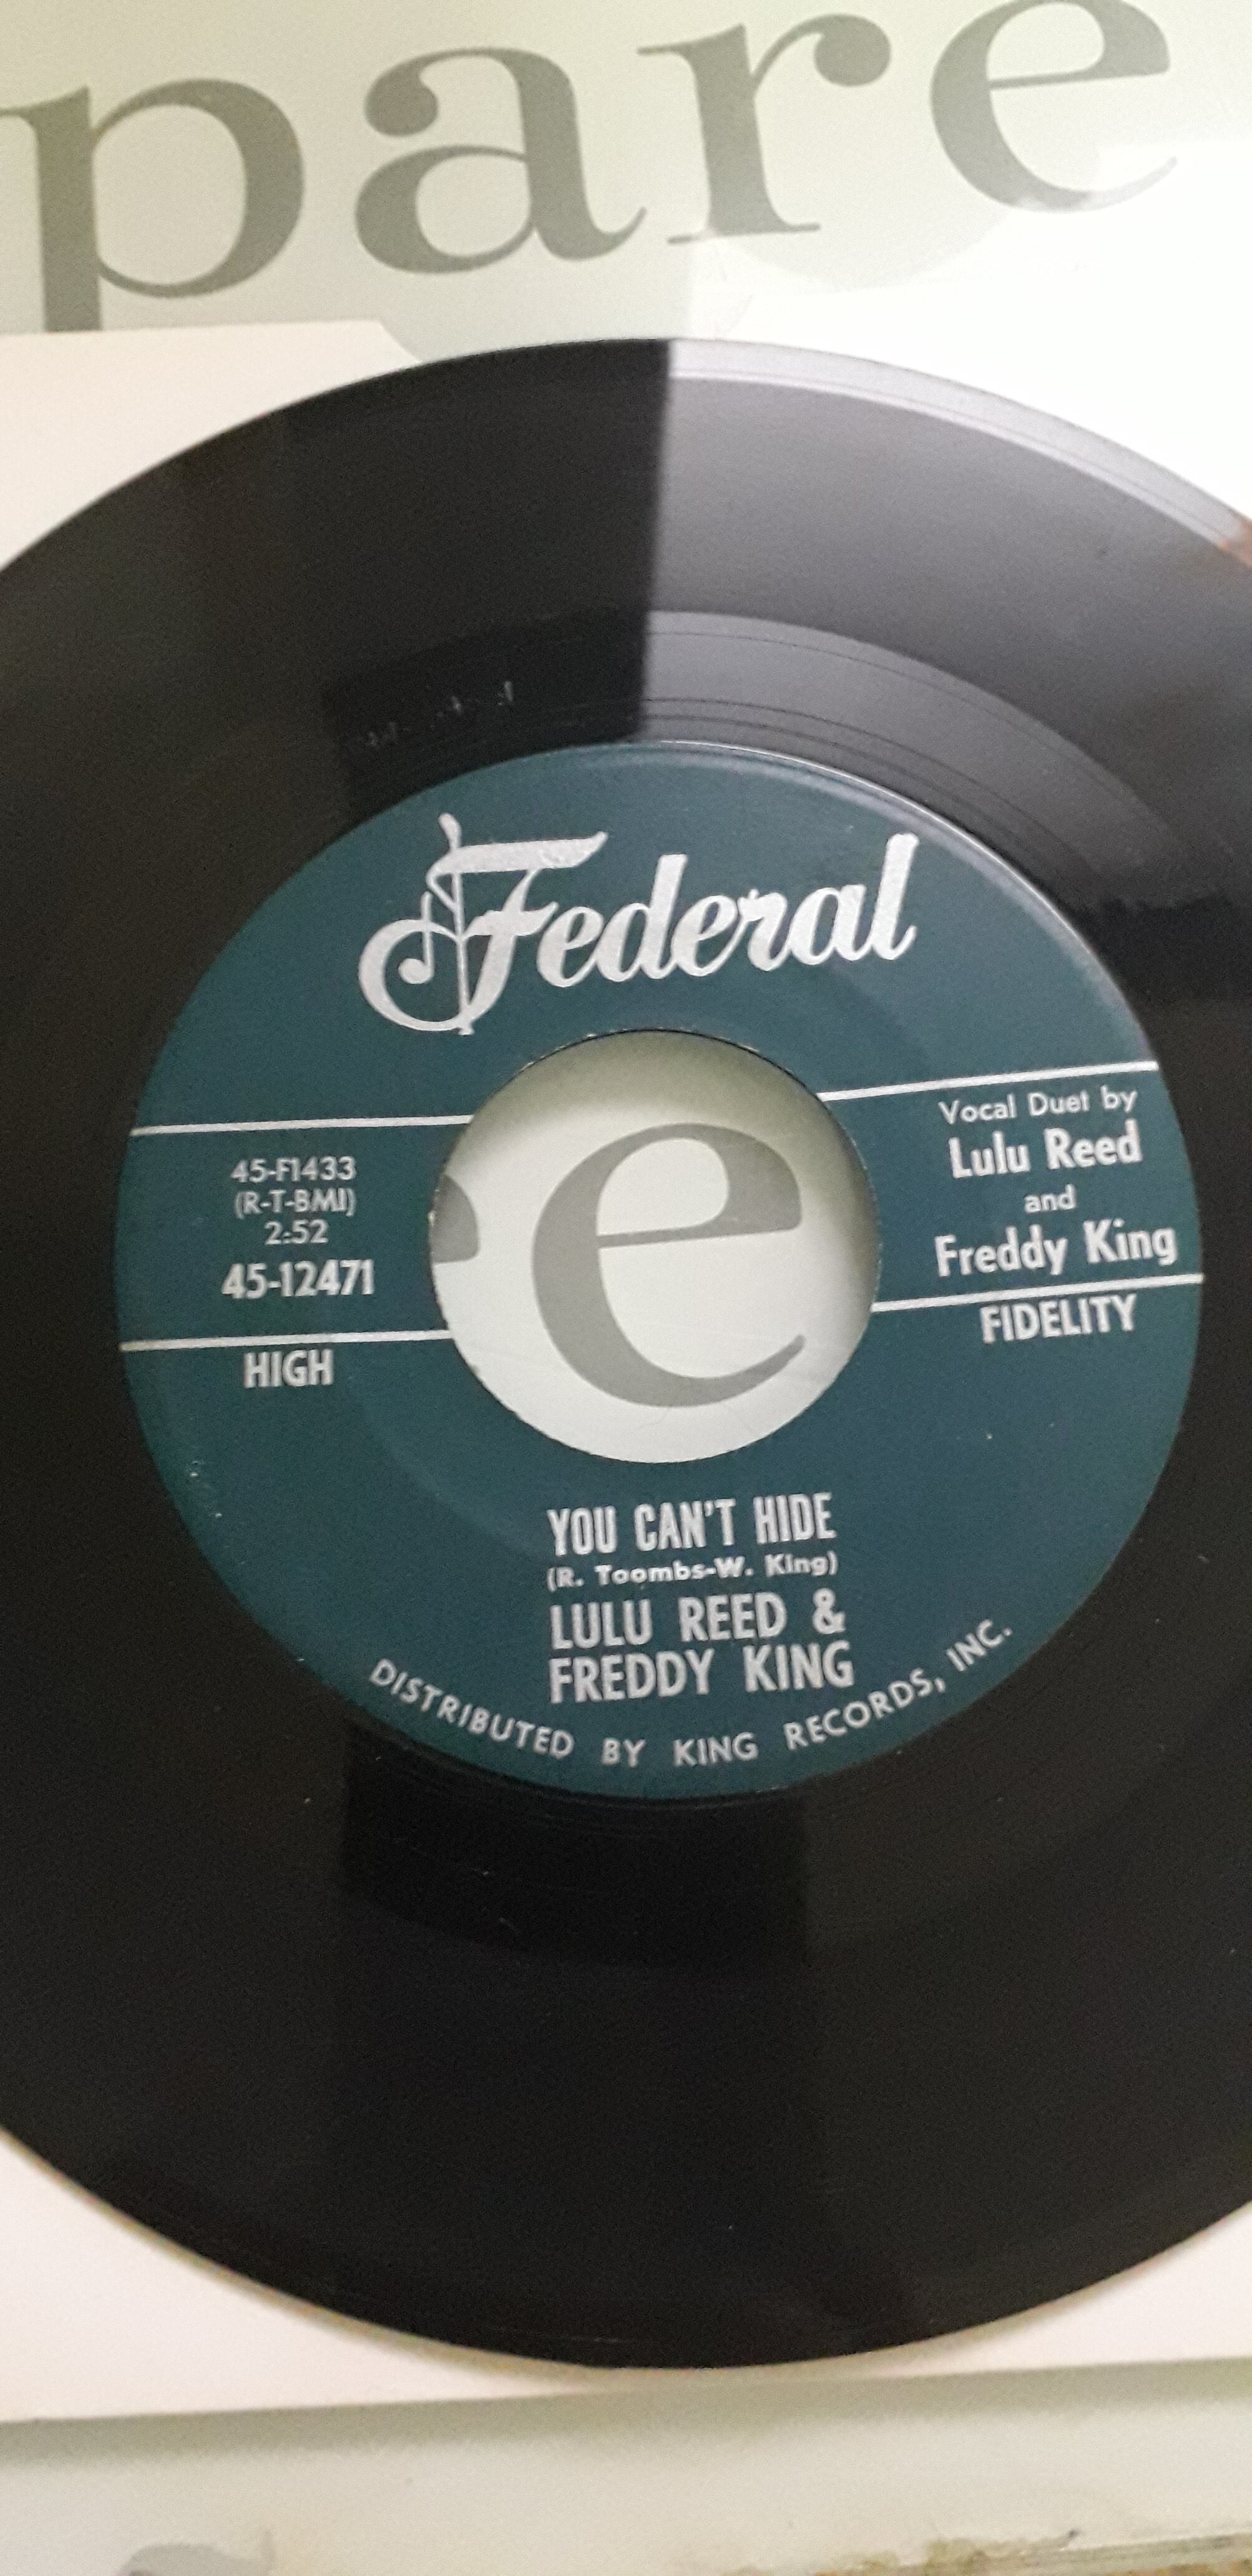 pare
Federal
45-F1433
(R-T-BMI)
2:52
45-12471
HIGH
Vocal Duet by
Lulu Reed
and
Freddy King
FIDELITY
e
YOU CAN'T HIDE
(R. Toombs-W. King)
LULU REED &
FREDDY KING
DISTRIBUTED BY KING RECORDS, INC.